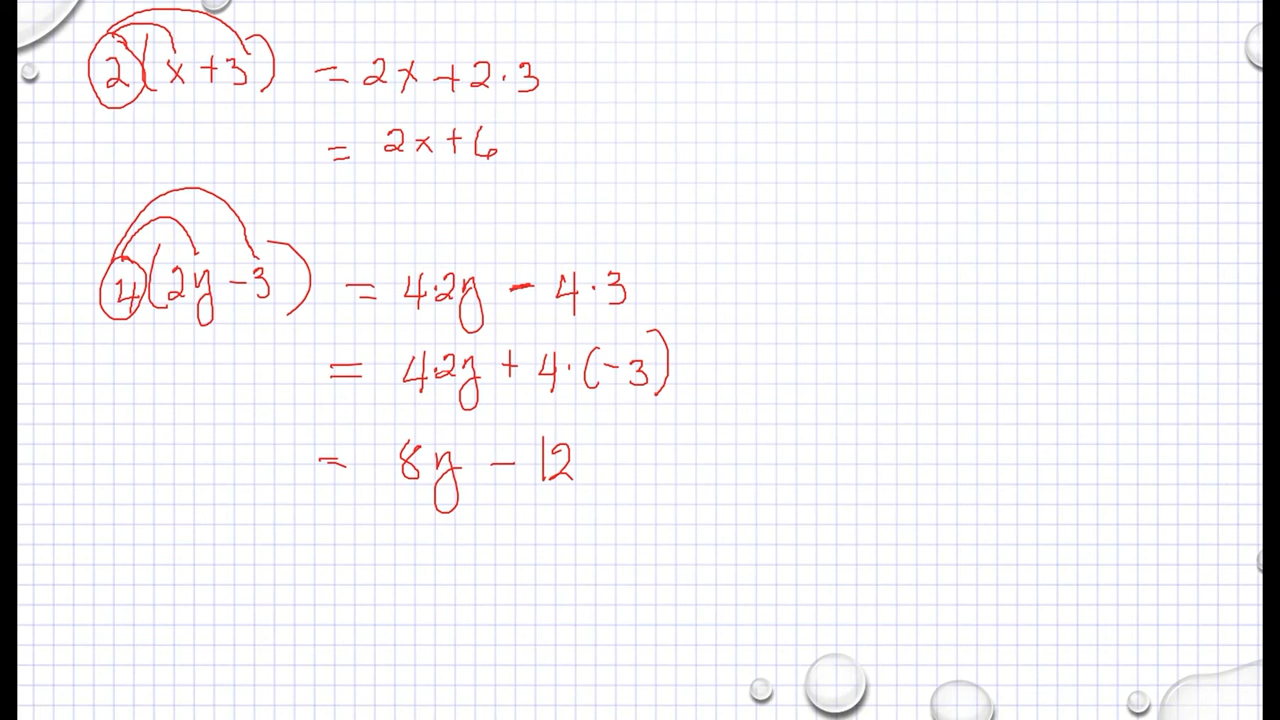 2(x+3) = 2x + 2·3
= 2x+6
4(2y-3) = 4·2y - 4·3
= 4·2y + 4·(-3)
= 8y - 12